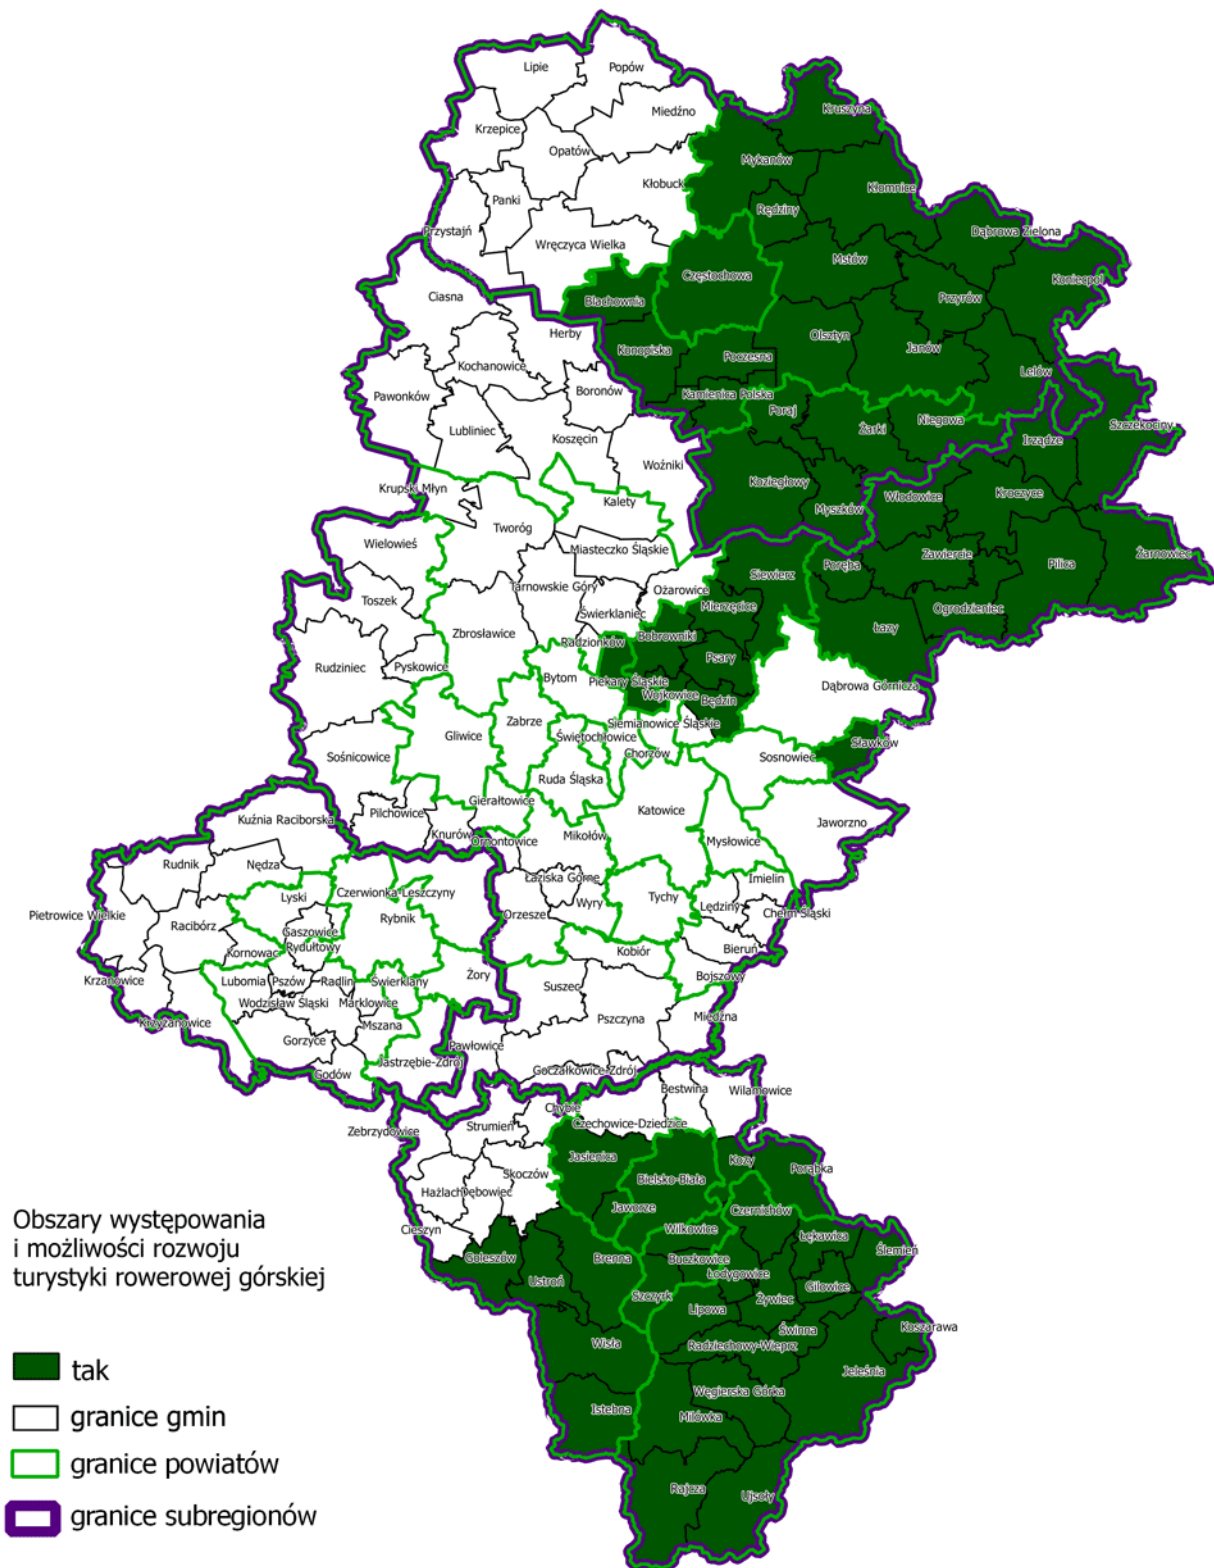 Lipie
Popów
Miedźno
Krzepice
Opatów
Kłobuck
Panki
Przystajń
Wręczyca Wielka
Kruszyna
Mykanów
Kłomnice
Rędziny
Dąbrowa Zielona
Mstów
Koniecpol
Częstochowa
Przyrów
Blachownia
Ciasna
Herby
Olsztyn
Janów
Konopiska
Poczesna
Lelów
Kochanowice
Boronów
Kamienica Polska
Pawonków
Poraj
Niegowa
Żarki
Szczekociny
Lubliniec
Koszęcin
Irządze
Woźniki
Koziegłowy
Krupski Młyn
Kroczyce
Włodowice
Kalety
Myszków
Tworóg
Wielowieś
Miasteczko Śląskie
Zawiercie
Żarnowiec
Pilica
Poręba
Siewierz
Tarnowskie Góry
Ożarowice
Toszek
Mierzęcice
Ogrodzieniec
Świerklaniec
Łazy
Zbrosławice
Radzionków
Bobrowniki
Psary
Rudziniec
Pyskowice
Bytom
Piekary Śląskie
Dąbrowa Górnicza
Wojkowice
Będzin
Zabrze
Siemianowice Śląskie
Gliwice
Świętochłowice
Sławków
Chorzów
Sosnowiec
Sośnicowice
Ruda Śląska
Gierałtowice
Pilchowice
Katowice
Kuźnia Raciborska
Jaworzno
Knurów
Mikołów
Ornontowice
Mysłowice
Rudnik
Nędza
Łaziska Górne
Imielin
Czerwionka-Leszczyny
Lyski
Wyry
Tychy
Lędziny
Pietrowice Wielkie
Orzesze
Chełm Śląski
Rybnik
Racibórz
Gaszowice
Rydułtowy
Kornowac
Kobiór
Bieruń
Krzanowice
Lubomia
Pszów
Radlin
Świerklany
Żory
Bojszowy
Suszec
Wodzisław Śląski
Marklowice
Krzyżanowice
Mszana
Pszczyna
Miedźna
Gorzyce
Pawłowice
Jastrzębie-Zdrój
Godów
Goczałkowice-Zdrój
Bestwina
Wilamowice
Chybie
Zebrzydowice
Strumień
Czechowice-Dziedzice
Jasienica
Kozy
Porąbka
Skoczów
Bielsko-Biała
Hażlach
Dębowiec
Jaworze
Czernichów
Cieszyn
Wilkowice
Łękawica
Ślemień
Goleszów
Brenna
Buczkowice
Łodygowice
Ustroń
Gilowice
Szczyrk
Żywiec
Lipowa
Świnna
Koszarawa
Wisła
Radziechowy-Wieprz
Jeleśnia
Węgierska Górka
Istebna
Milówka
Rajcza
Ujsoły
Obszary występowania
i możliwości rozwoju
turystyki rowerowej górskiej
tak
granice gmin
granice powiatów
granice subregionów